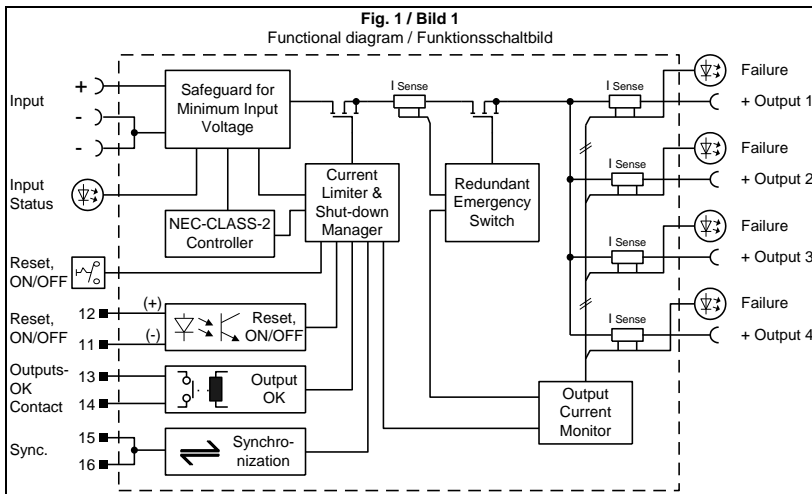 Fig. 1 / Bild 1
Functional diagram / Funktionsschaltbild
Input
+
-
-
Safeguard for
Minimum Input
Voltage
I Sense
I Sense
Failure
+ Output 1
Input
Status
NEC-CLASS-2
Controller
Current
Limiter &
Shut-down
Manager
Redundant
Emergency
Switch
I Sense
Failure
+ Output 2
Reset,
ON/OFF
I Sense
Failure
+ Output 3
Reset,
ON/OFF
12
(+)
11
(-)
Reset,
ON/OFF
I Sense
Failure
+ Output 4
Outputs-
OK
Contact
13
14
Output
OK
Output
Current
Monitor
Sync.
15
16
Synchro-
nization